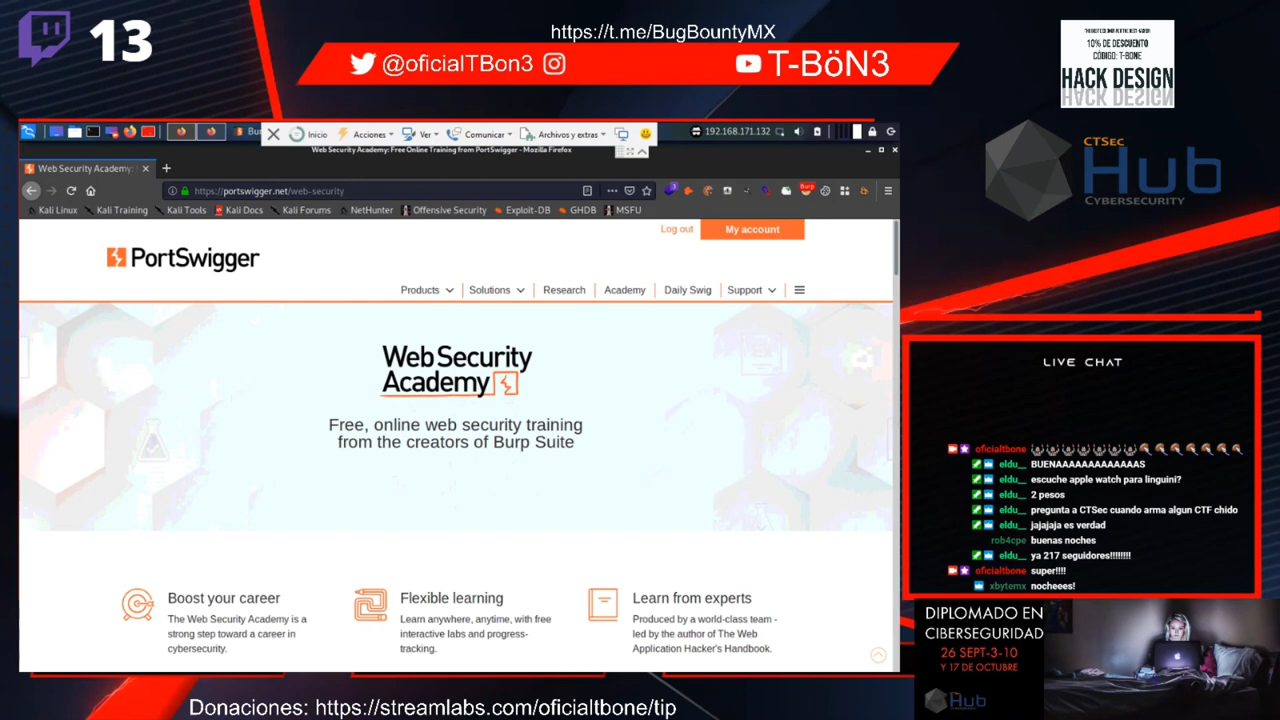 13
https://t.me/BugBountyMX
@oficialTBon3
T-BöN3
10% DE DESCUENTO
CÓDIGO: T-BONE
HACK DESIGN
CTSec
Hub
CYBERSECURITY
Inicio
Acciones
Ver
Comunicar
Archivos y extras
192.168.171.132
Web Security Academy: Free Online Training from PortSwigger - Mozilla Firefox
Web Security Academy:
https://portswigger.net/web-security
Kali Linux
Kali Training
Kali Tools
Kali Docs
Kali Forums
NetHunter
Offensive Security
Exploit-DB
GHDB
MSFU
Log out
My account
PortSwigger
Products
Solutions
Research
Academy
Daily Swig
Support
Web Security
Academy
Free, online web security training
from the creators of Burp Suite
Boost your career
The Web Security Academy is a
strong step toward a career in
cybersecurity.
Flexible learning
Learn anywhere, anytime, with free
interactive labs and progress-
tracking.
Learn from experts
Produced by a world-class team -
led by the author of The Web
Application Hacker's Handbook.
LIVE CHAT
oficialtbone
eldu__ BUENAAAAAAAAAAAAAS
eldu__ escuche apple watch para linguini?
eldu__ 2 pesos
eldu__ pregunta a CTSec cuando arma algun CTF chido
eldu__ jajajaja es verdad
rob4cpe buenas noches
eldu__ ya 217 seguidores!!!!!!!!
oficialtbone super!!!!
xbytemx nocheees!
DIPLOMADO EN
CIBERSEGURIDAD
26 SEPT-3-10
Y 17 DE OCTUBRE
Hub
Donaciones: https://streamlabs.com/oficialtbone/tip